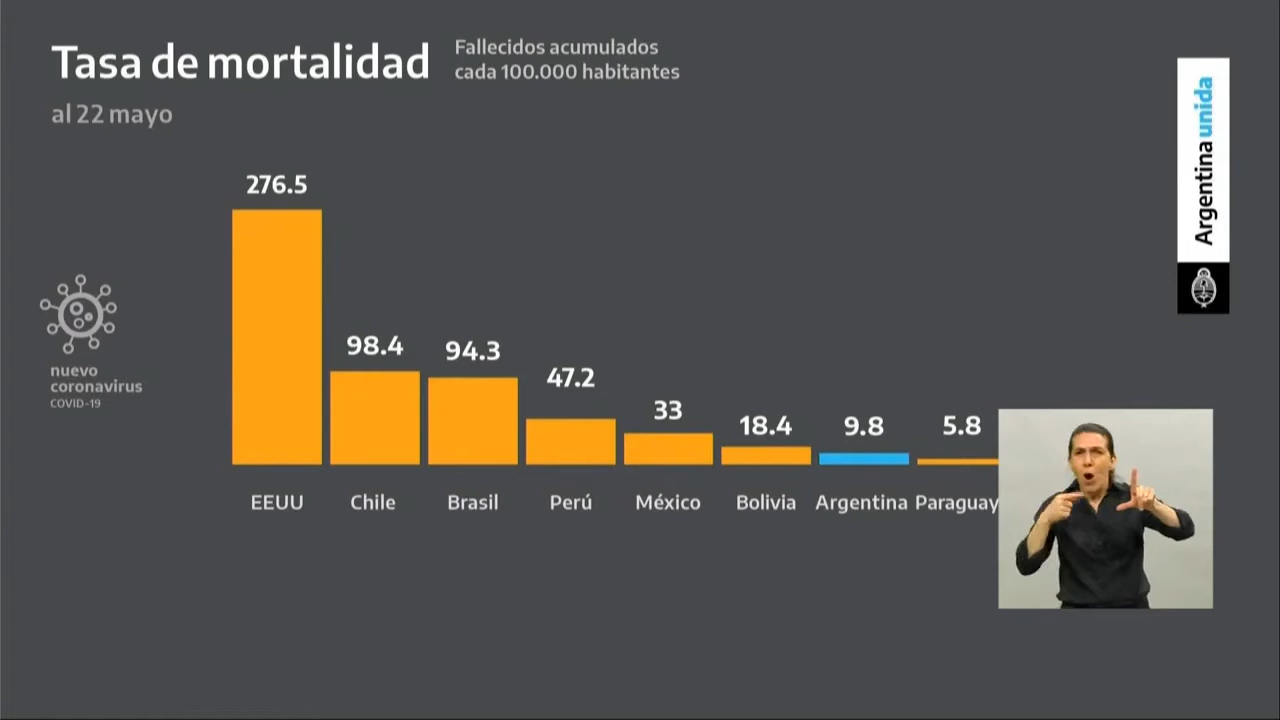 Tasa de mortalidad
Fallecidos acumulados
cada 100.000 habitantes
al 22 mayo
Argentina unida
276.5
98.4
94.3
47.2
33
18.4
9.8
5.8
nuevo
coronavirus
COVID-19
EEUU Chile Brasil Perú México Bolivia Argentina Paraguay